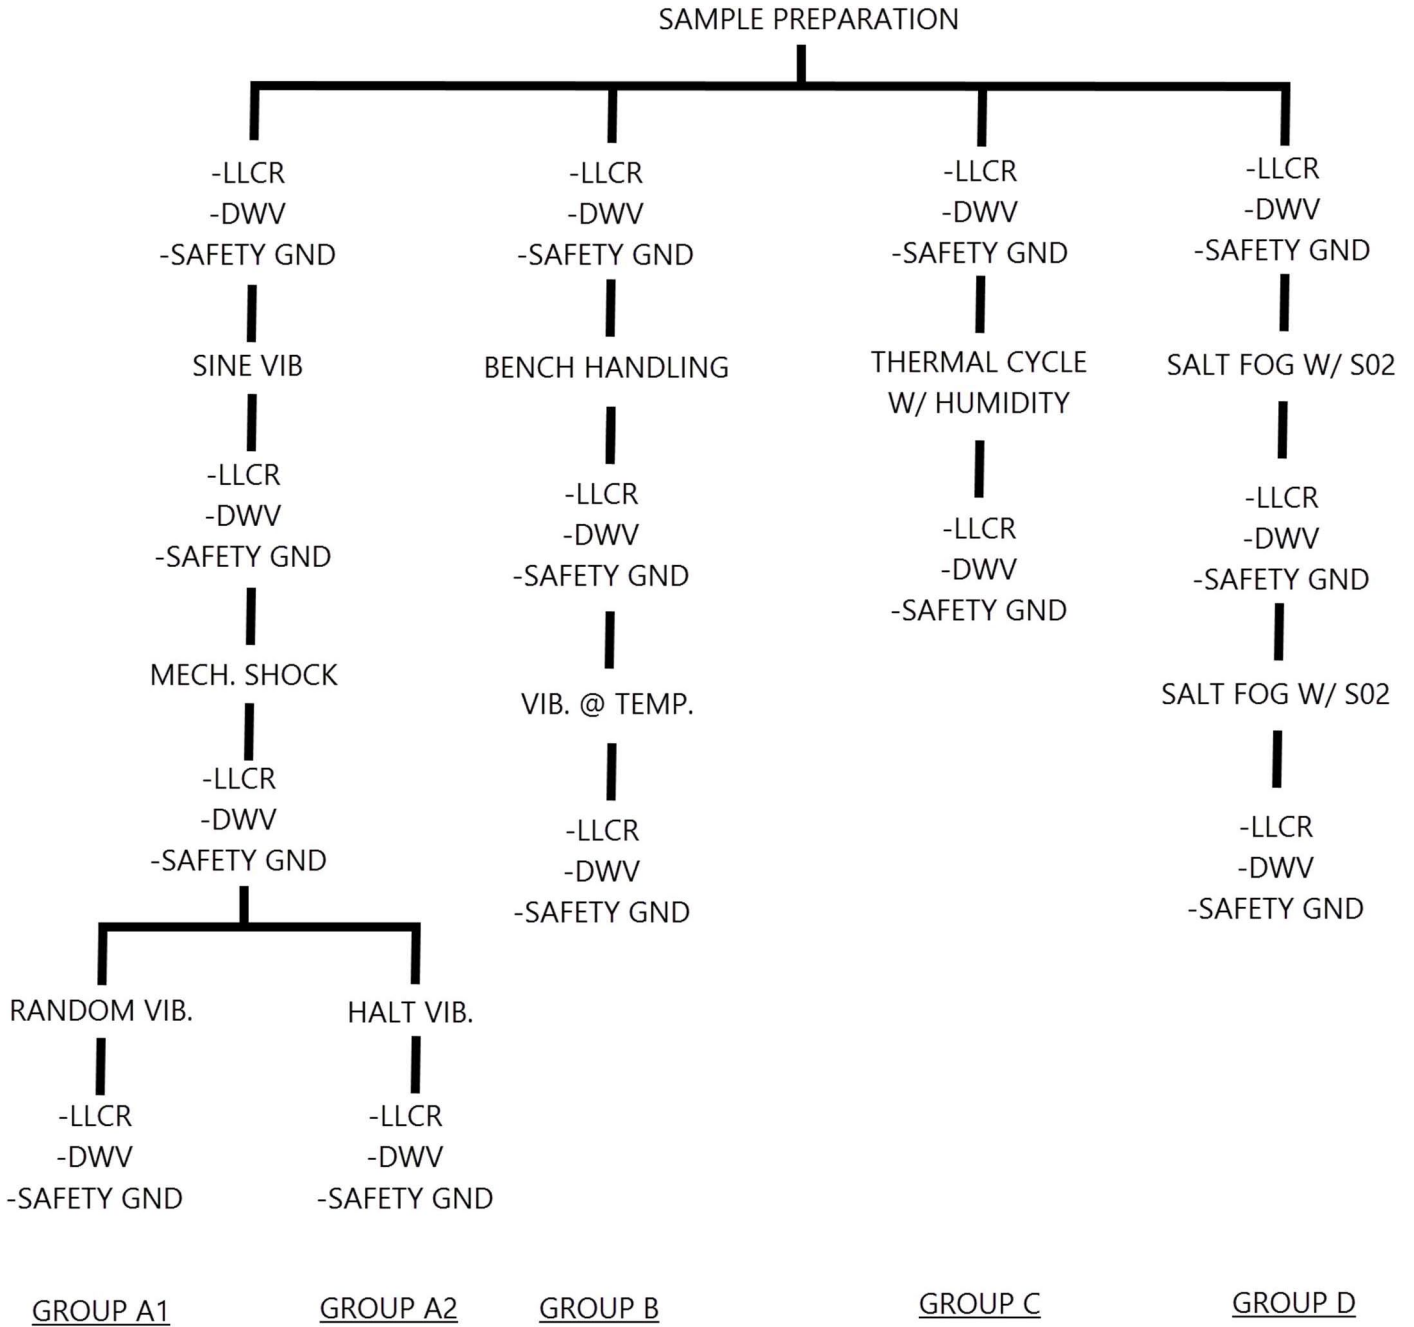 SAMPLE PREPARATION
-LLCR
-DWV
-SAFETY GND
SINE VIB
-LLCR
-DWV
-SAFETY GND
MECH. SHOCK
-LLCR
-DWV
-SAFETY GND
RANDOM VIB.
-LLCR
-DWV
-SAFETY GND
GROUP A1
HALT VIB.
-LLCR
-DWV
-SAFETY GND
GROUP A2
-LLCR
-DWV
-SAFETY GND
BENCH HANDLING
-LLCR
-DWV
-SAFETY GND
VIB. @ TEMP.
-LLCR
-DWV
-SAFETY GND
GROUP B
-LLCR
-DWV
-SAFETY GND
THERMAL CYCLE
W/ HUMIDITY
-LLCR
-DWV
-SAFETY GND
GROUP C
-LLCR
-DWV
-SAFETY GND
SALT FOG W/ S02
-LLCR
-DWV
-SAFETY GND
SALT FOG W/ S02
-LLCR
-DWV
-SAFETY GND
GROUP D